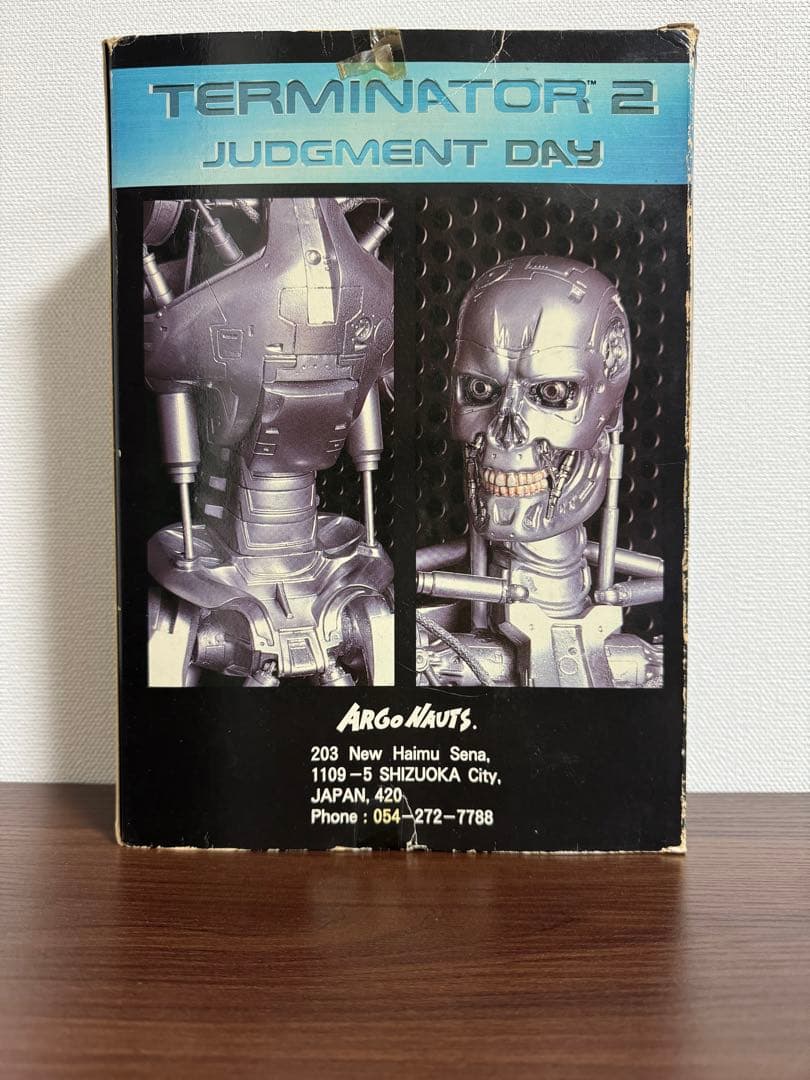 TERMINATOR™ 2
JUDGMENT DAY
ARGO NAUTS.
203 New Haimu Sena,
1109-5 SHIZUOKA City,
JAPAN, 420
Phone : 054-272-7788